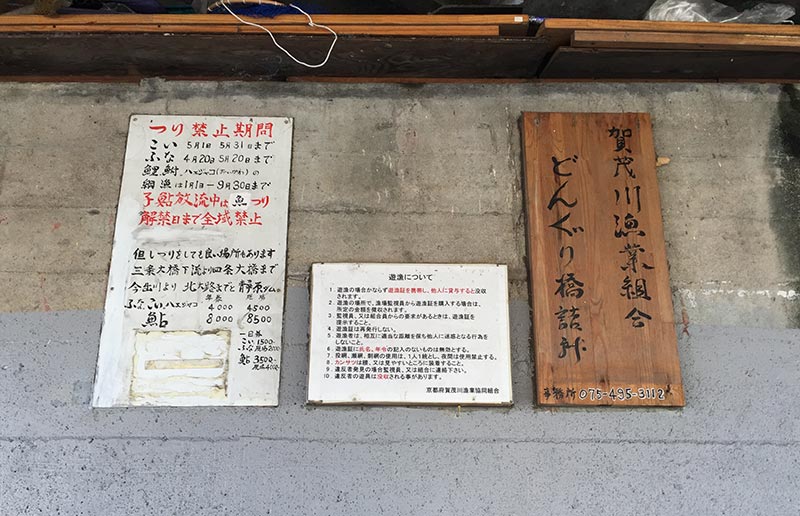 つり禁止期間
こい 5月1日 5月31日まで
ふな 4月20日 5月20日まで
鯉鮒 ハエジャコ(おいかわ)の
網漁は1月1日－9月30日まで
子鮎放流中は魚つり
解禁日まで全域禁止
但しつりをしても良い場所もあります
三条大橋下流より四条大橋まで
今出川より北大路までと静原ダム
年券 現場
ふな,こい,ハエジャコ 4000 4500
鮎 8000 8500
一日券
こい 1500-
鮎 3500-
遊漁について
1. 遊漁の場合かならず遊漁証を携帯し、他人に貸与すると没収
されます。
2. 遊漁の場所で、漁場監視員から遊漁証を購入する場合は、
所定の金額を徴収されます。
3. 監視員、又は組合員からの要求があるときは、遊漁証を
提示すること。
4. 遊漁証は再発行しない。
5. 遊漁者は、相互に適当な距離を保ち他人に迷惑となる行為を
しないこと。
6. 遊漁証に氏名、年令の記入のないものは無効とする。
7. 投網、掤網、刺網の使用は、1人1統とし、夜間は使用禁止する。
8. カンサツは腰、又は見やすいところに装着すること。
9. 違反者発見の場合監視員、又は組合に連絡下さい。
10. 違反者の遊具は没収される事があります。
京都府賀茂川漁業協同組合
賀茂川漁業組合
どんぐり橋詰所
事務所 075-495-3112